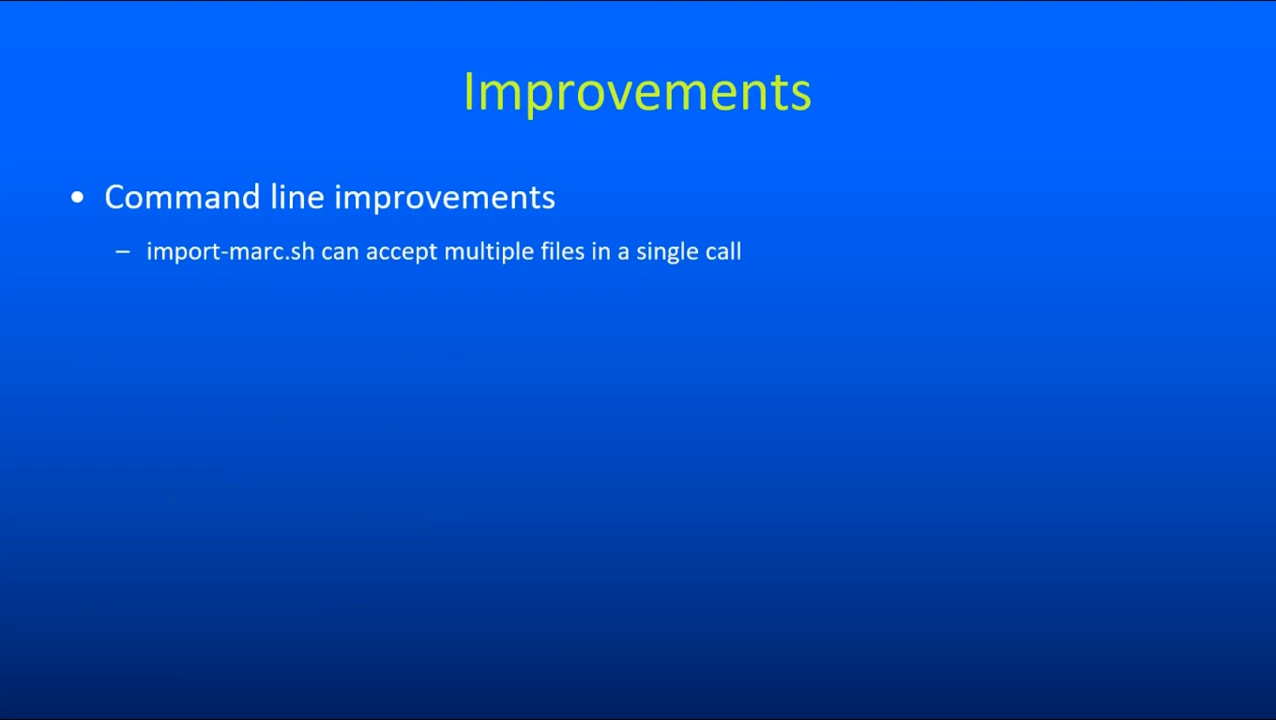 Improvements
• Command line improvements
– import-marc.sh can accept multiple files in a single call